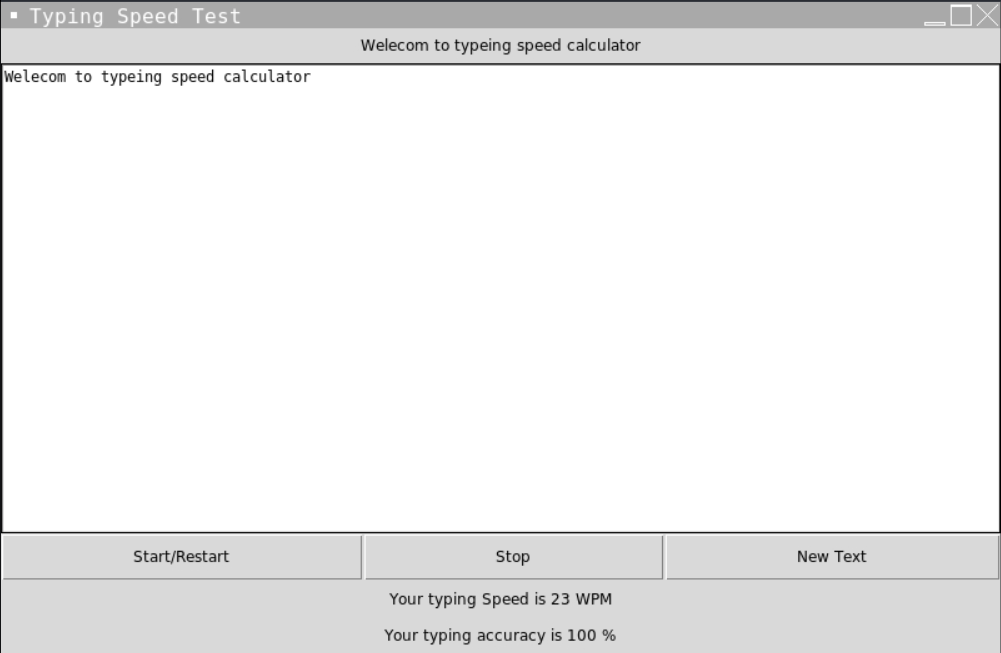 Typing Speed Test
Welecom to typeing speed calculator
Welecom to typeing speed calculator
Start/Restart Stop New Text
Your typing Speed is 23 WPM
Your typing accuracy is 100 %